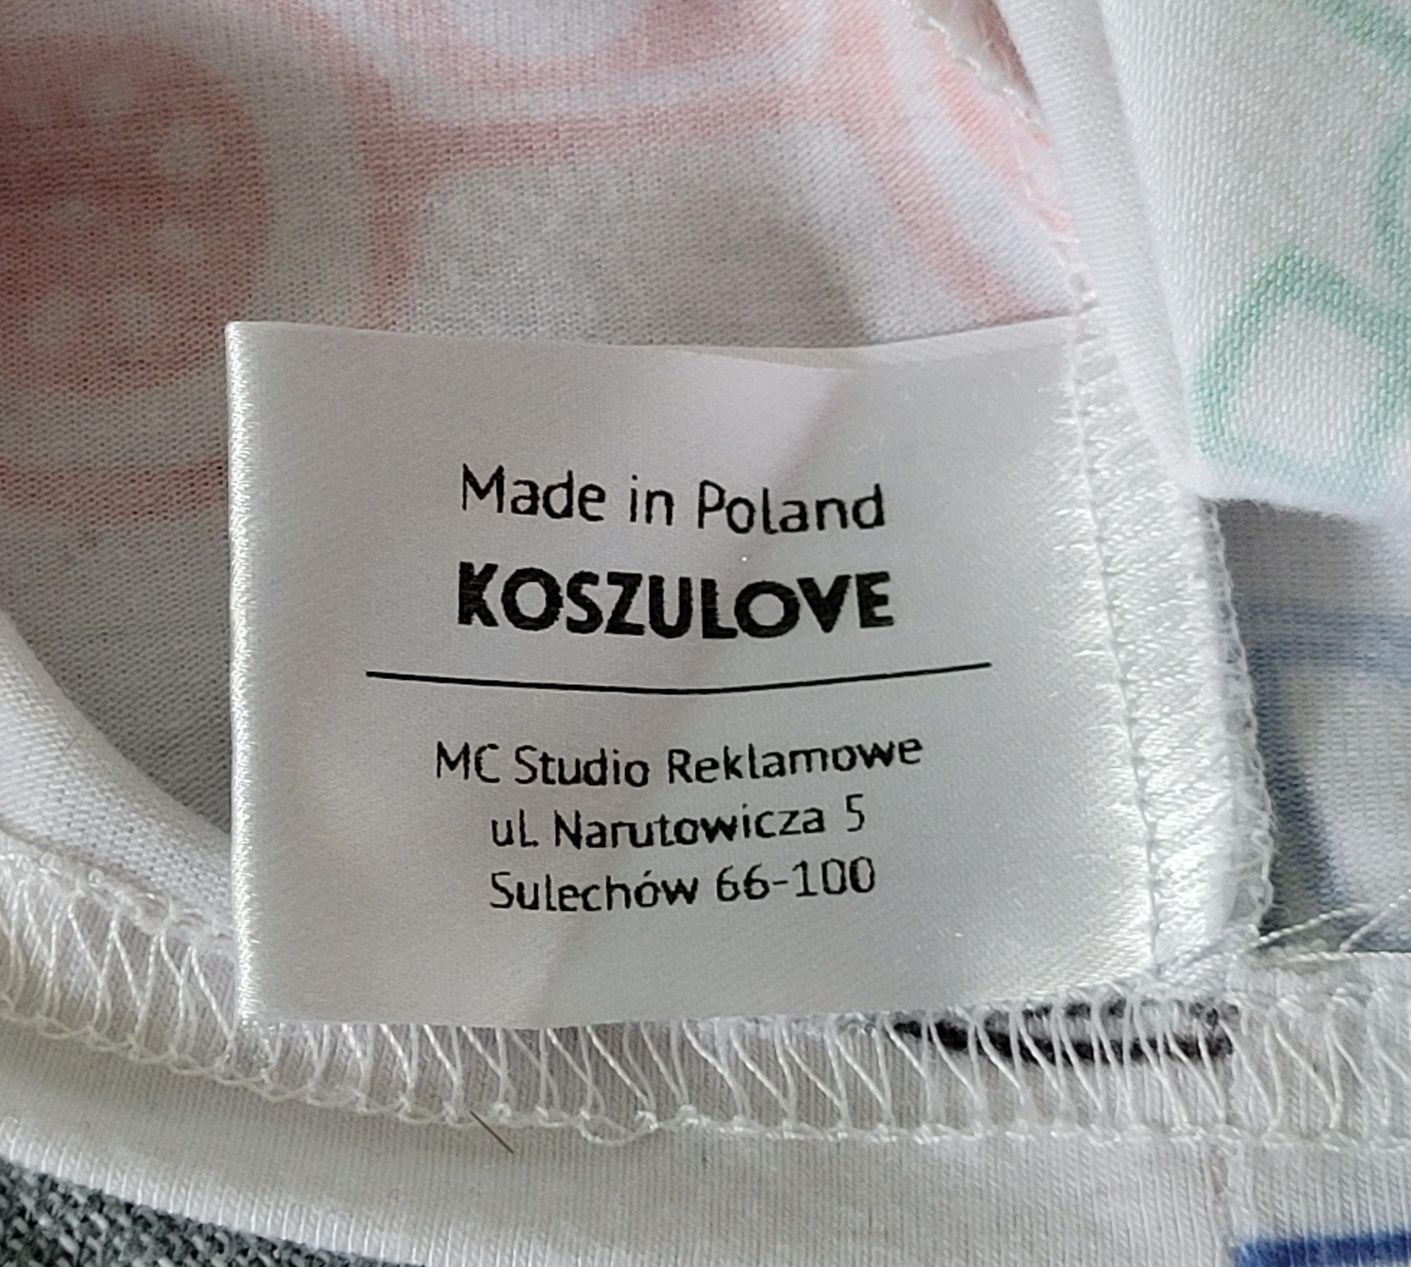 Made in Poland
KOSZULOVE
MC Studio Reklamowe
ul. Narutowicza 5
Sulechów 66-100